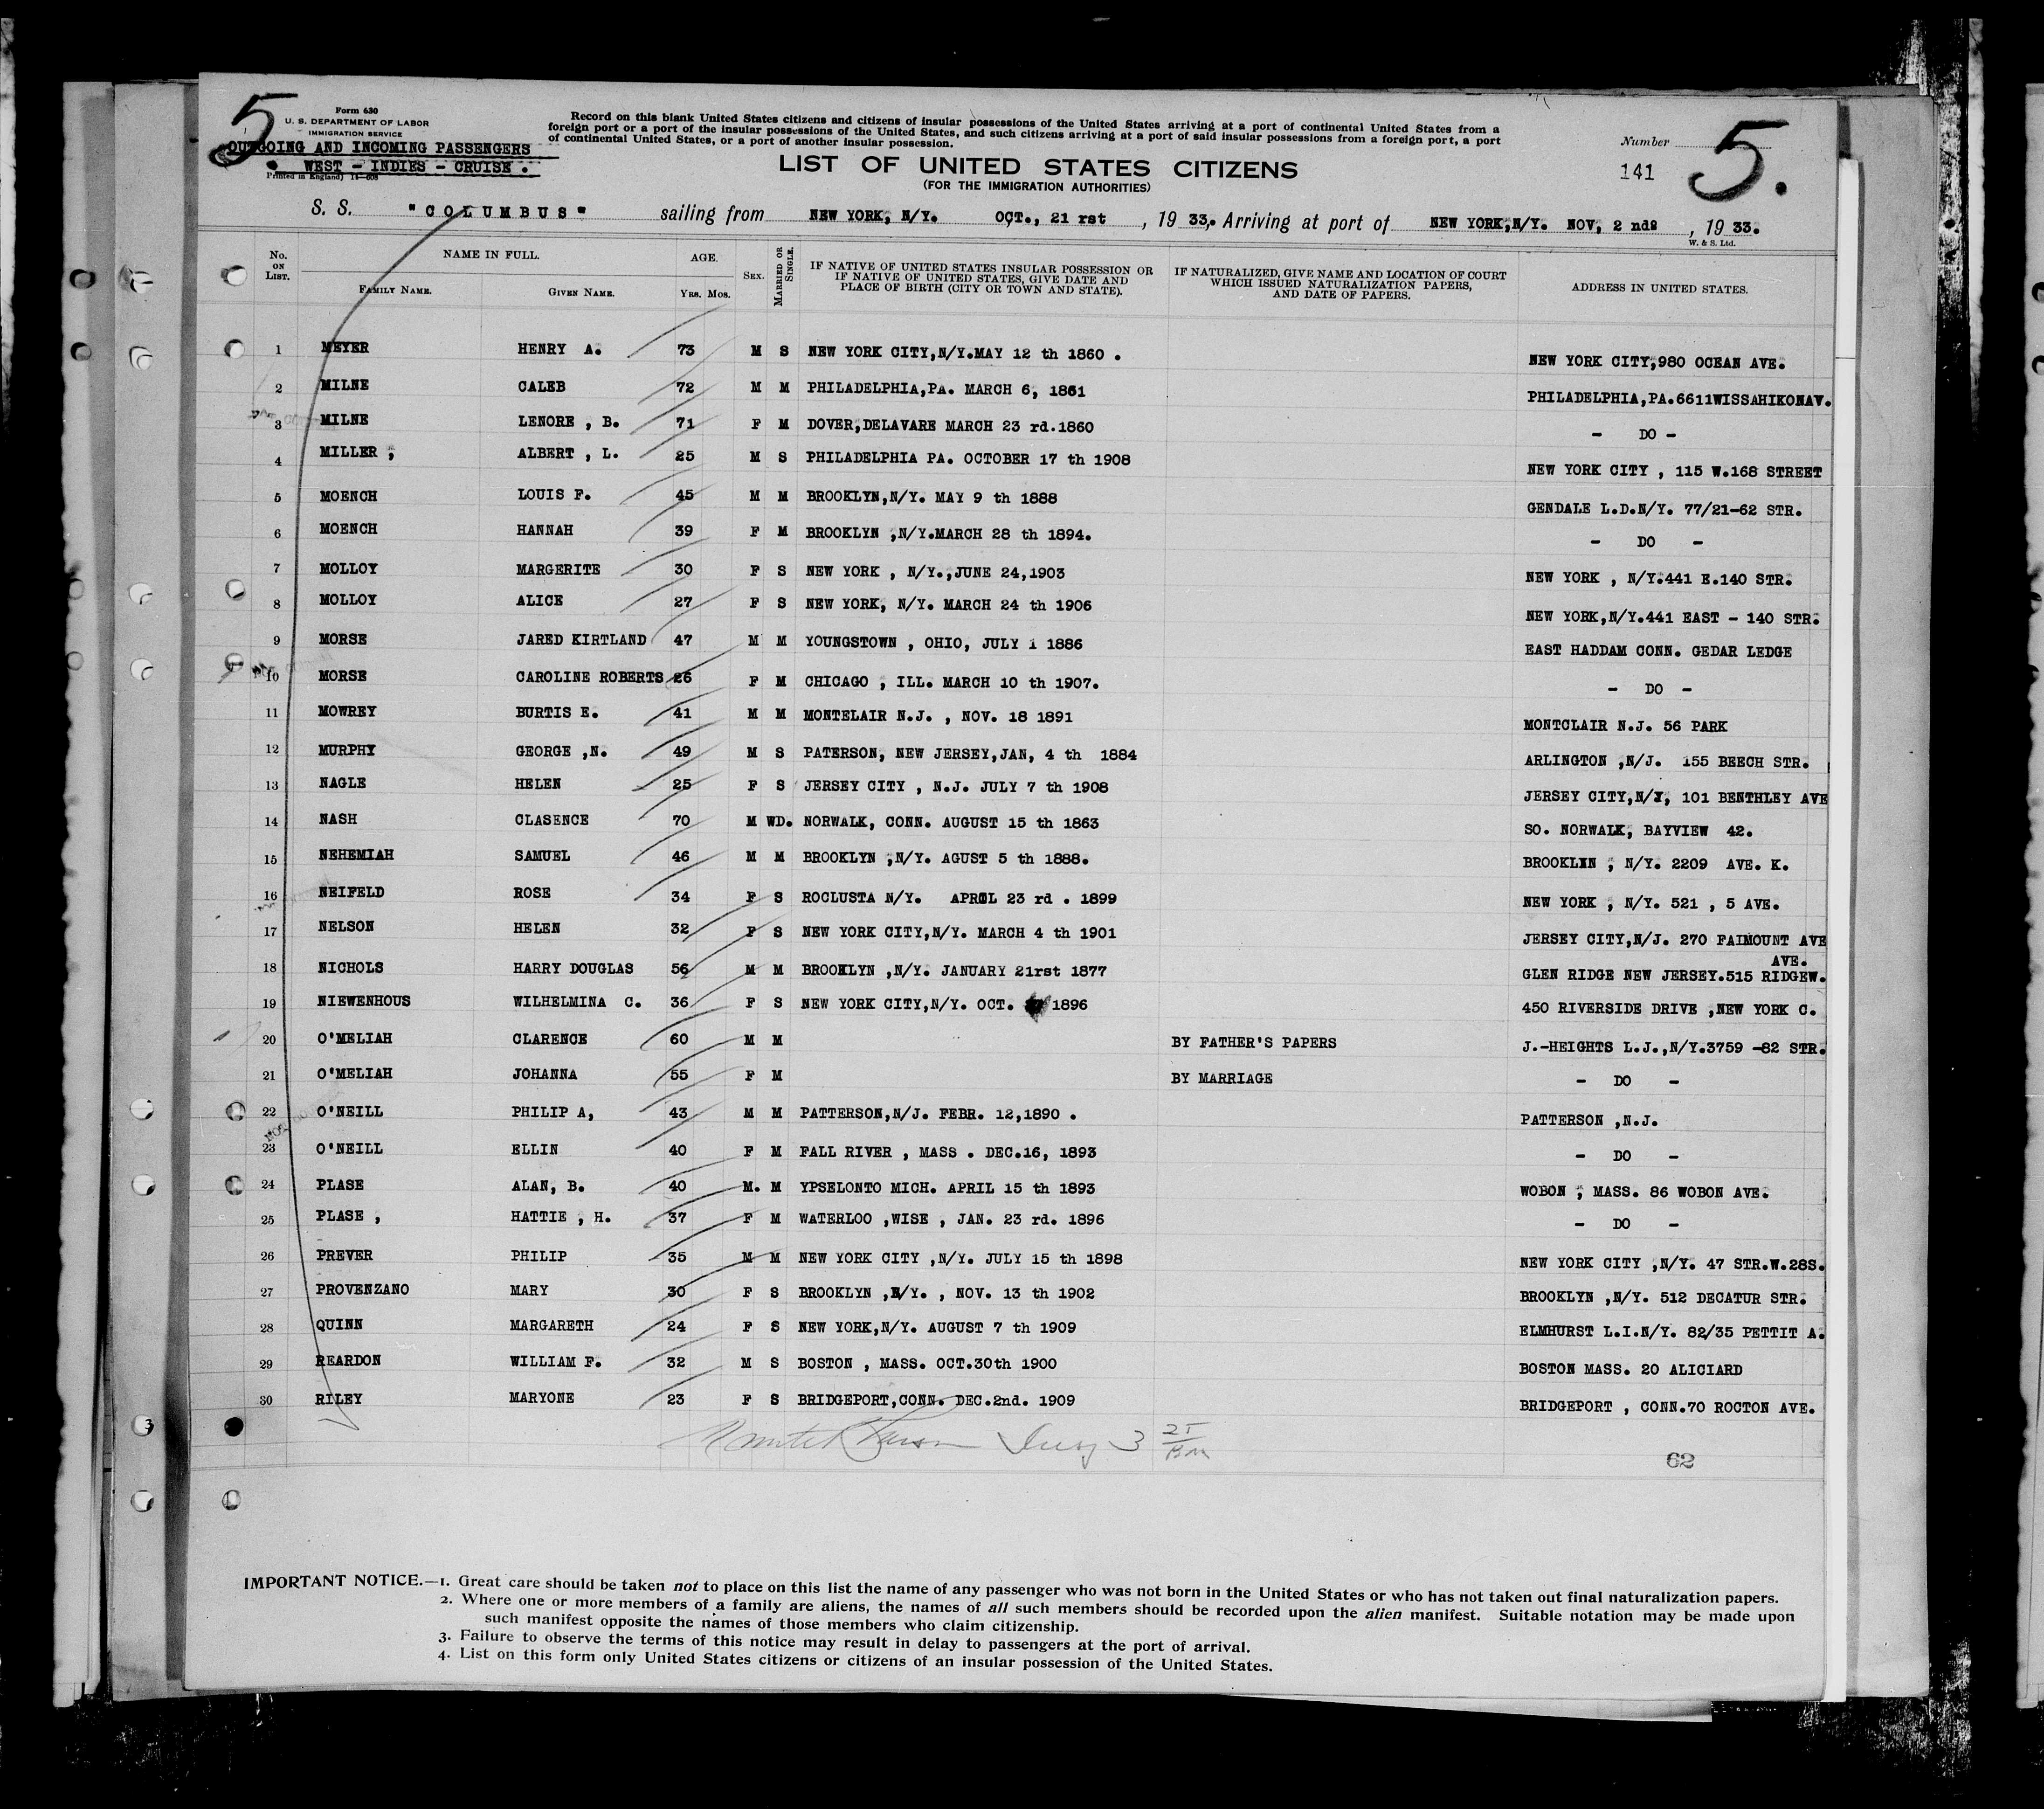 5
Form 630
U. S. DEPARTMENT OF LABOR
IMMIGRATION SERVICE
OUTGOING AND INCOMING PASSENGERS
WEST - INDIES - CRUISE .
Printed in England) 14—608
Record on this blank United States citizens and citizens of insular possessions of the United States arriving at a port of continental United States from a
foreign port or a port of the insular possessions of the United States, and such citizens arriving at a port of said insular possessions from a foreign port, a port
of continental United States, or a port of another insular possession.
Number 5.
141
LIST OF UNITED STATES CITIZENS
(FOR THE IMMIGRATION AUTHORITIES)
S. S. "COLUMBUS" sailing from NEW YORK, N/Y. OCT., 21 rst , 19 33, Arriving at port of NEW YORK,N/Y. NOV, 2 nds , 19 33.
W. & S. Ltd.
No. ON LIST. NAME IN FULL. FAMILY NAME. GIVEN NAME. AGE. YRS. MOS. SEX. MARRIED OR SINGLE. IF NATIVE OF UNITED STATES INSULAR POSSESSION OR IF NATIVE OF UNITED STATES, GIVE DATE AND PLACE OF BIRTH (CITY OR TOWN AND STATE). IF NATURALIZED, GIVE NAME AND LOCATION OF COURT WHICH ISSUED NATURALIZATION PAPERS, AND DATE OF PAPERS. ADDRESS IN UNITED STATES.
1 MEYER HENRY A. 73 M S NEW YORK CITY,N/Y.MAY 12 th 1860 . NEW YORK CITY,980 OCEAN AVE.
2 MILNE CALEB 72 M M PHILADELPHIA,PA. MARCH 6, 1861 PHILADELPHIA,PA.6611WISSAHIKONAV.
3 MILNE LENORE , B. 71 F M DOVER,DELAVARE MARCH 23 rd.1860 - DO -
4 MILLER , ALBERT , L. 25 M S PHILADELPHIA PA. OCTOBER 17 th 1908 NEW YORK CITY , 115 W.168 STREET
5 MOENCH LOUIS F. 45 M M BROOKLYN,N/Y. MAY 9 th 1888 GENDALE L.D.N/Y. 77/21-62 STR.
6 MOENCH HANNAH 39 F M BROOKLYN ,N/Y.MARCH 28 th 1894. - DO -
7 MOLLOY MARGERITE 30 F S NEW YORK , N/Y.,JUNE 24,1903 NEW YORK , N/Y.441 E.140 STR.
8 MOLLOY ALICE 27 F S NEW YORK, N/Y. MARCH 24 th 1906 NEW YORK,N/Y.441 EAST - 140 STR.
9 MORSE JARED KIRTLAND 47 M M YOUNGSTOWN , OHIO, JULY 1 1886 EAST HADDAM CONN. GEDAR LEDGE
10 MORSE CAROLINE ROBERTS 26 F M CHICAGO , ILL. MARCH 10 th 1907. - DO -
11 MOWREY BURTIS E. 41 M M MONTELAIR N.J. , NOV. 18 1891 MONTCLAIR N.J. 56 PARK
12 MURPHY GEORGE ,N. 49 M S PATERSON, NEW JERSEY,JAN, 4 th 1884 ARLINGTON ,N/J. 155 BEECH STR.
13 NAGLE HELEN 25 F S JERSEY CITY , N.J. JULY 7 th 1908 JERSEY CITY,N/J, 101 BENTHLEY AVE
14 NASH CLASENCE 70 M WD. NORWALK, CONN. AUGUST 15 th 1863 SO. NORWALK, BAYVIEW 42.
15 NEHEMIAH SAMUEL 46 M M BROOKLYN ,N/Y. AGUST 5 th 1888. BROOKLIN , N/Y. 2209 AVE. K.
16 NEIFELD ROSE 34 F S ROCLUSTA N/Y. APRIL 23 rd . 1899 NEW YORK , N/Y. 521 , 5 AVE.
17 NELSON HELEN 32 F S NEW YORK CITY,N/Y. MARCH 4 th 1901 JERSEY CITY,N/J. 270 FAIMOUNT AVE
18 NICHOLS HARRY DOUGLAS 56 M M BROOKLYN ,N/Y. JANUARY 21rst 1877 GLEN RIDGE NEW JERSEY.515 RIDGEW. AVE.
19 NIEWENHOUS WILHELMINA C. 36 F S NEW YORK CITY,N/Y. OCT. 1896 450 RIVERSIDE DRIVE ,NEW YORK C.
20 O'MELIAH CLARENCE 60 M M BY FATHER'S PAPERS J.-HEIGHTS L.J.,N/Y.3759 -82 STR.
21 O'MELIAH JOHANNA 55 F M BY MARRIAGE - DO -
22 O'NEILL PHILIP A, 43 M M PATTERSON,N/J. FEBR. 12,1890 . PATTERSON ,N.J.
23 O'NEILL ELLIN 40 F M FALL RIVER , MASS . DEC.16, 1893 - DO -
24 PLASE ALAN, B. 40 M. M YPSELONTO MICH. APRIL 15 th 1893 WOBON , MASS. 86 WOBON AVE.
25 PLASE , HATTIE , H. 37 F M WATERLOO ,WISE , JAN. 23 rd. 1896 - DO -
26 PREVER PHILIP 35 M M NEW YORK CITY ,N/Y. JULY 15 th 1898 NEW YORK CITY ,N/Y. 47 STR.W.28S.
27 PROVENZANO MARY 30 F S BROOKLYN ,N/Y. , NOV. 13 th 1902 BROOKLYN ,N/Y. 512 DECATUR STR.
28 QUINN MARGARETH 24 F S NEW YORK,N/Y. AUGUST 7 th 1909 ELMHURST L.I.N/Y. 82/35 PETTIT A.
29 REARDON WILLIAM F. 32 M S BOSTON , MASS. OCT.30th 1900 BOSTON MASS. 20 ALICIARD
30 RILEY MARYONE 23 F S BRIDGEPORT,CONN. DEC.2nd. 1909 BRIDGEPORT , CONN.70 ROCTON AVE.
62
IMPORTANT NOTICE.—1. Great care should be taken not to place on this list the name of any passenger who was not born in the United States or who has not taken out final naturalization papers.
2. Where one or more members of a family are aliens, the names of all such members should be recorded upon the alien manifest. Suitable notation may be made upon
such manifest opposite the names of those members who claim citizenship.
3. Failure to observe the terms of this notice may result in delay to passengers at the port of arrival.
4. List on this form only United States citizens or citizens of an insular possession of the United States.